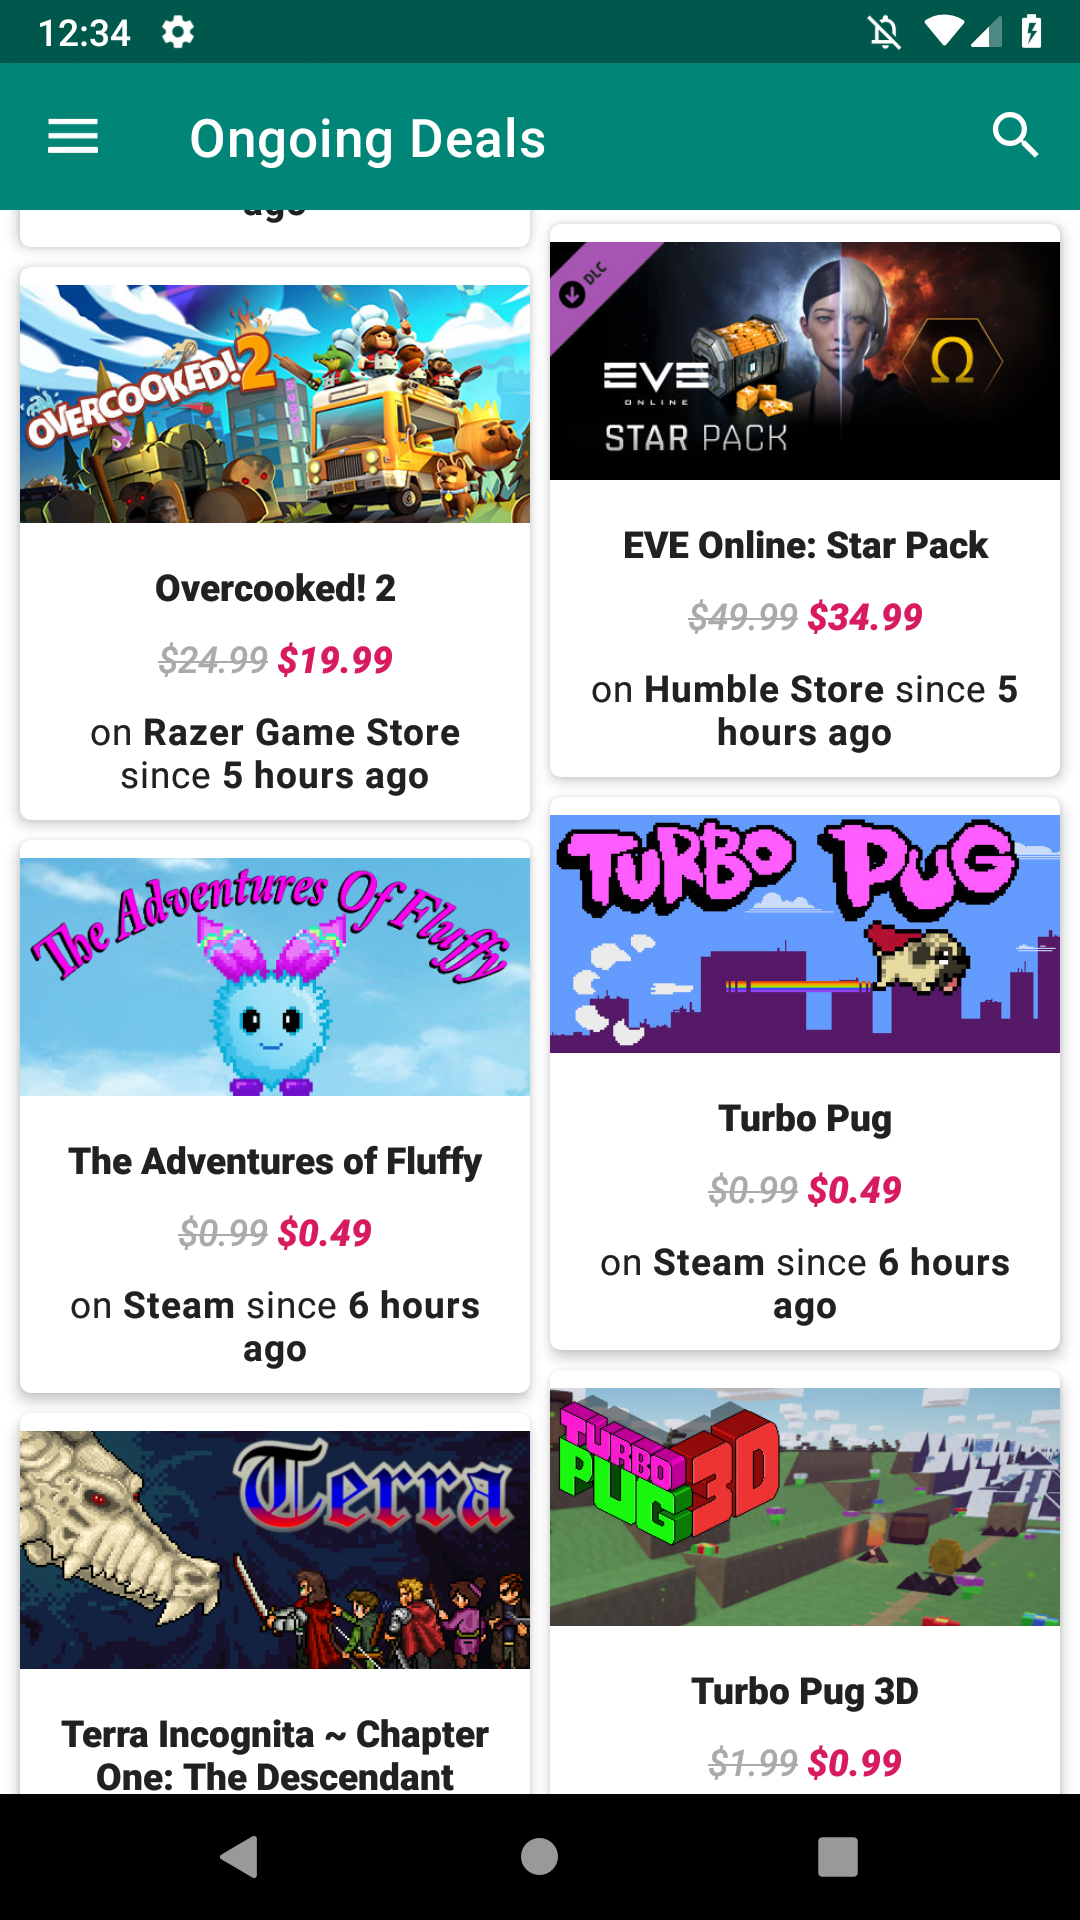 12:34
Ongoing Deals
ago
OVERCOOKED! 2
Overcooked! 2
$24.99 $19.99
on Razer Game Store
since 5 hours ago
The Adventures Of Fluffy
The Adventures of Fluffy
$0.99 $0.49
on Steam since 6 hours
ago
Terra
Terra Incognita ~ Chapter
One: The Descendant
DLC
EVE
ONLINE
STAR PACK
Ω
EVE Online: Star Pack
$49.99 $34.99
on Humble Store since 5
hours ago
TURBO PUG
Turbo Pug
$0.99 $0.49
on Steam since 6 hours
ago
TURBO
PUG 3D
Turbo Pug 3D
$1.99 $0.99